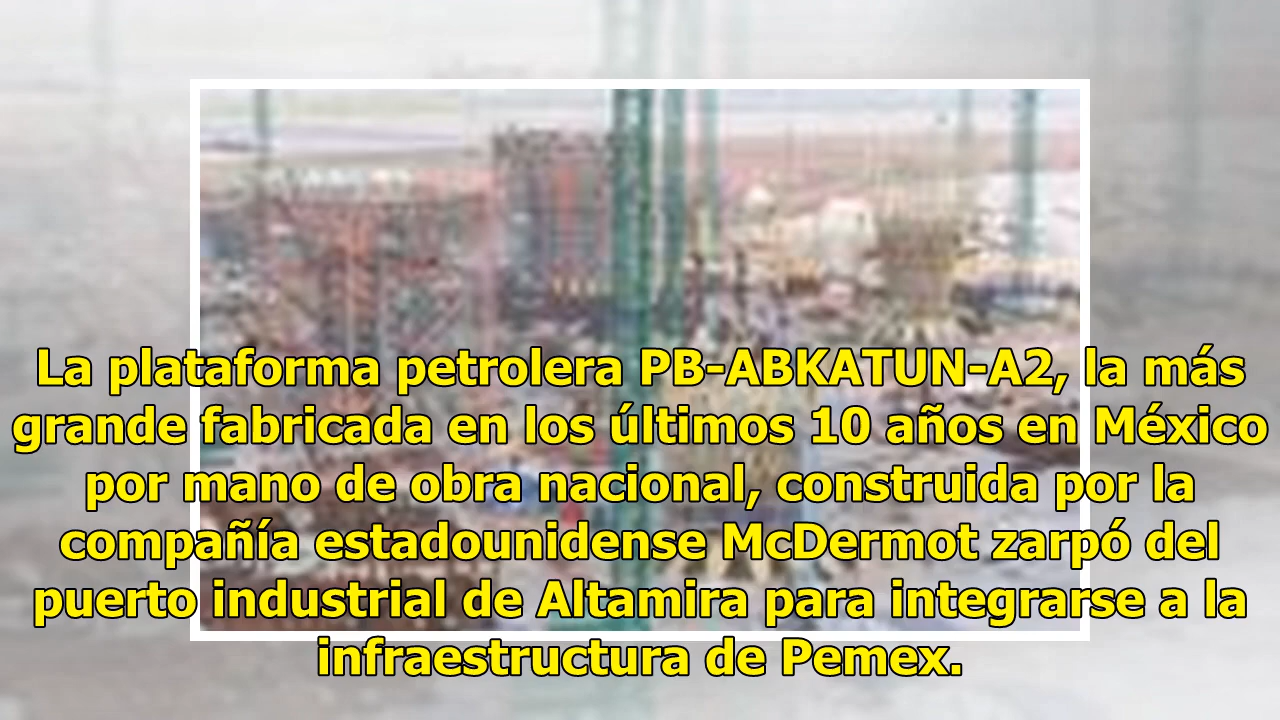 La plataforma petrolera PB-ABKATUN-A2, la más
grande fabricada en los últimos 10 años en México
por mano de obra nacional, construida por la
compañía estadounidense McDermot zarpó del
puerto industrial de Altamira para integrarse a la
infraestructura de Pemex.